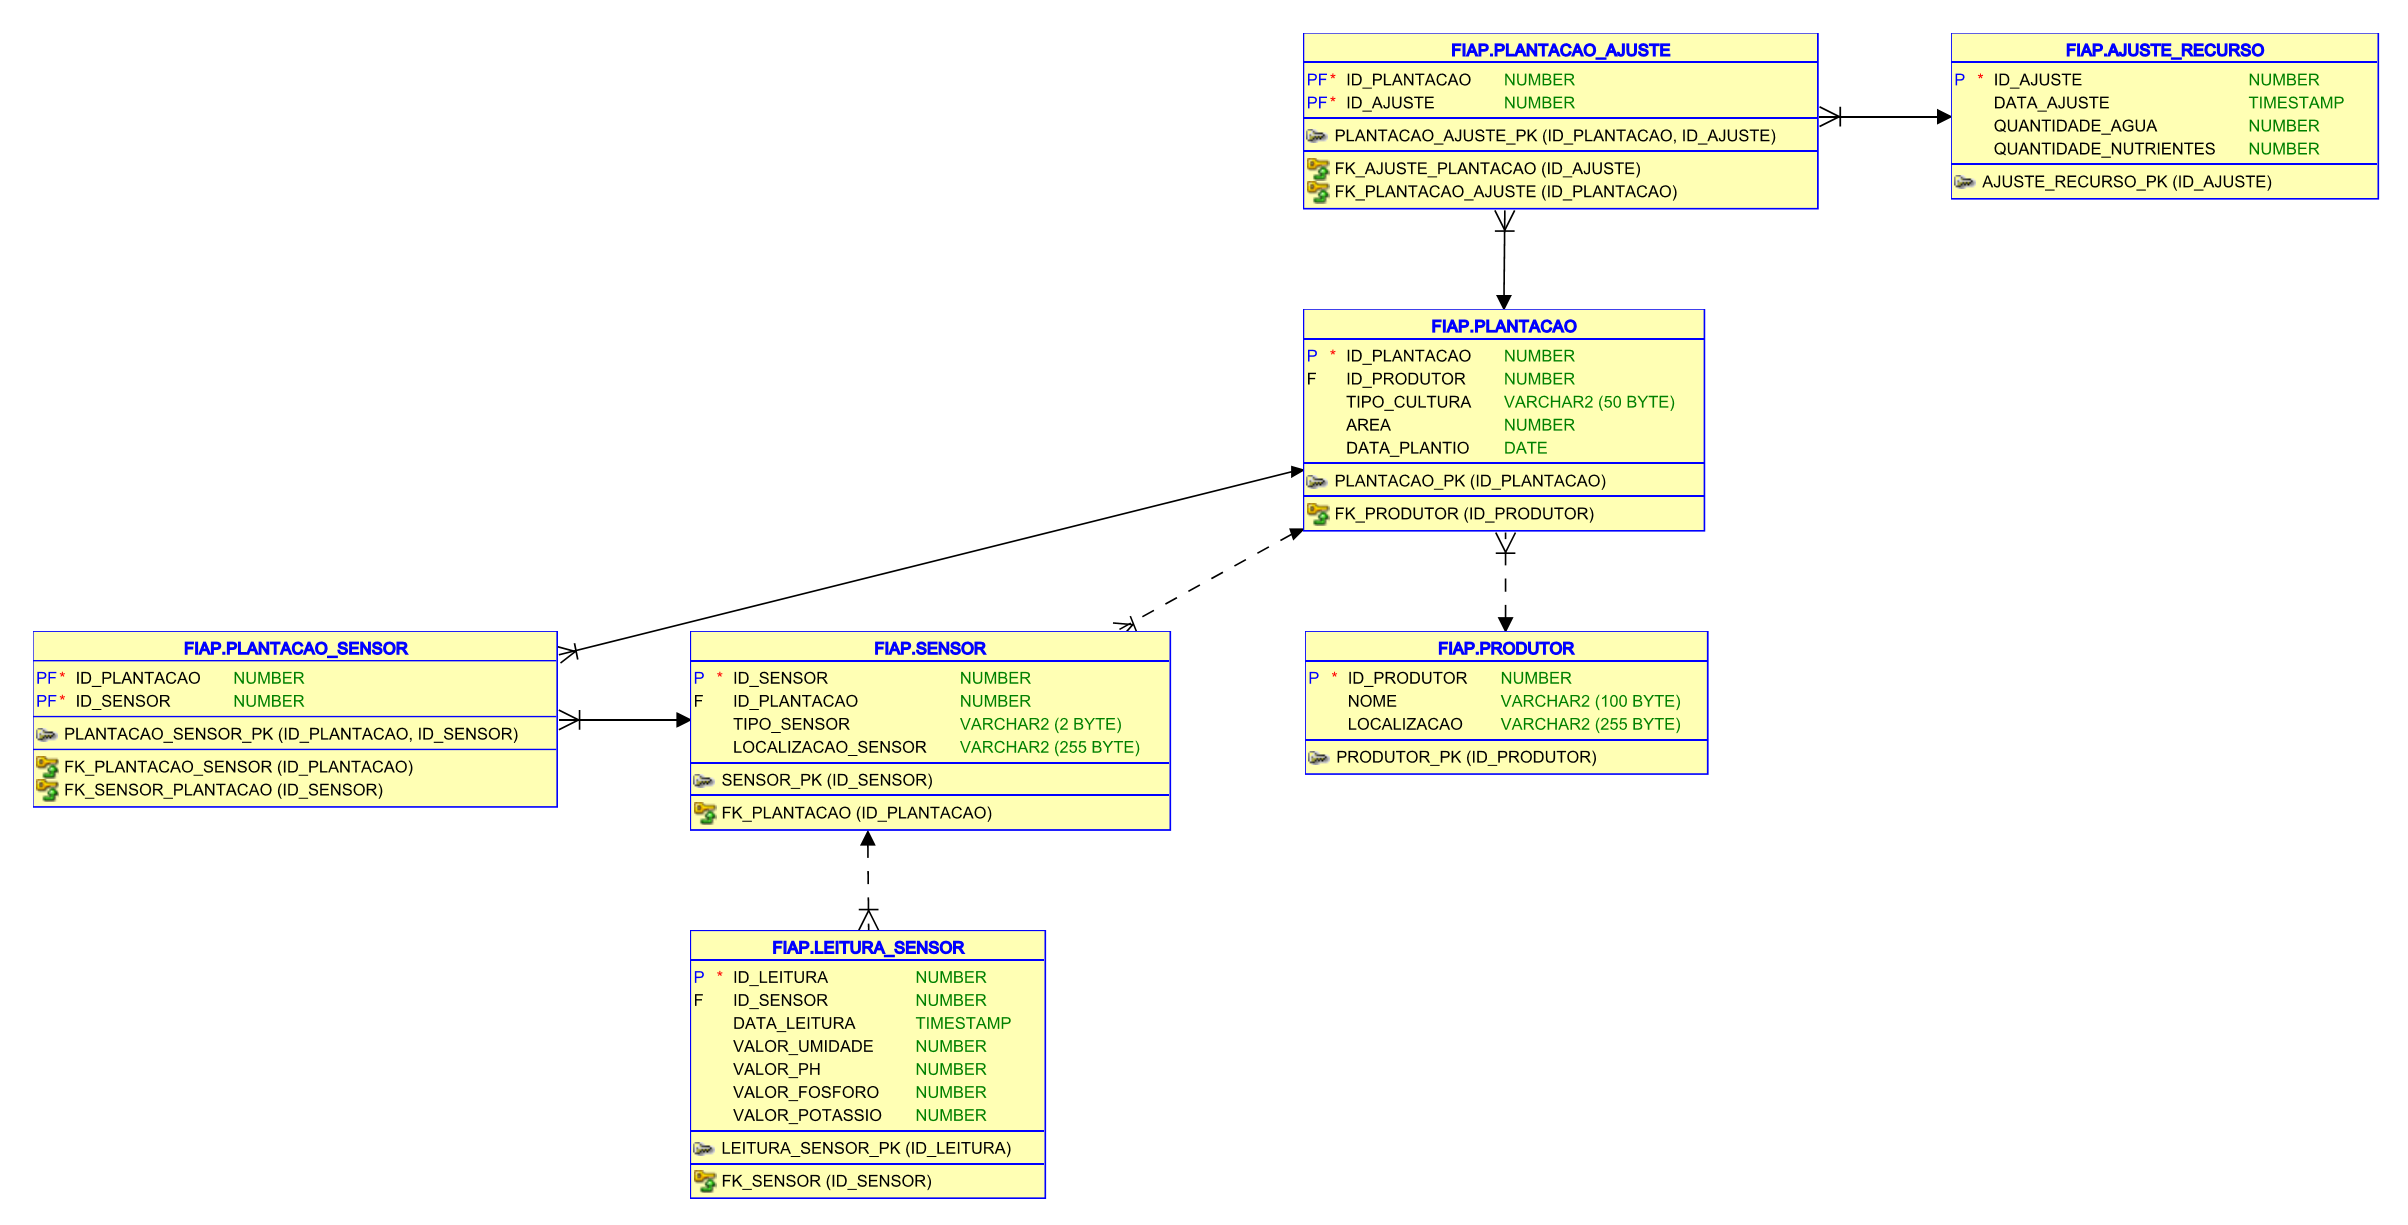 FIAP.PLANTACAO_AJUSTE
PF* ID_PLANTACAO NUMBER
PF* ID_AJUSTE NUMBER
PLANTACAO_AJUSTE_PK (ID_PLANTACAO, ID_AJUSTE)
FK_AJUSTE_PLANTACAO (ID_AJUSTE)
FK_PLANTACAO_AJUSTE (ID_PLANTACAO)
FIAP.AJUSTE_RECURSO
P * ID_AJUSTE NUMBER
DATA_AJUSTE TIMESTAMP
QUANTIDADE_AGUA NUMBER
QUANTIDADE_NUTRIENTES NUMBER
AJUSTE_RECURSO_PK (ID_AJUSTE)
FIAP.PLANTACAO
P * ID_PLANTACAO NUMBER
F ID_PRODUTOR NUMBER
TIPO_CULTURA VARCHAR2 (50 BYTE)
AREA NUMBER
DATA_PLANTIO DATE
PLANTACAO_PK (ID_PLANTACAO)
FK_PRODUTOR (ID_PRODUTOR)
FIAP.PLANTACAO_SENSOR
PF* ID_PLANTACAO NUMBER
PF* ID_SENSOR NUMBER
PLANTACAO_SENSOR_PK (ID_PLANTACAO, ID_SENSOR)
FK_PLANTACAO_SENSOR (ID_PLANTACAO)
FK_SENSOR_PLANTACAO (ID_SENSOR)
FIAP.SENSOR
P * ID_SENSOR NUMBER
F ID_PLANTACAO NUMBER
TIPO_SENSOR VARCHAR2 (2 BYTE)
LOCALIZACAO_SENSOR VARCHAR2 (255 BYTE)
SENSOR_PK (ID_SENSOR)
FK_PLANTACAO (ID_PLANTACAO)
FIAP.PRODUTOR
P * ID_PRODUTOR NUMBER
NOME VARCHAR2 (100 BYTE)
LOCALIZACAO VARCHAR2 (255 BYTE)
PRODUTOR_PK (ID_PRODUTOR)
FIAP.LEITURA_SENSOR
P * ID_LEITURA NUMBER
F ID_SENSOR NUMBER
DATA_LEITURA TIMESTAMP
VALOR_UMIDADE NUMBER
VALOR_PH NUMBER
VALOR_FOSFORO NUMBER
VALOR_POTASSIO NUMBER
LEITURA_SENSOR_PK (ID_LEITURA)
FK_SENSOR (ID_SENSOR)